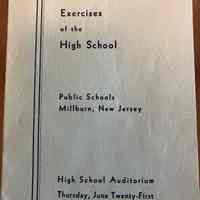 Exercises
of the
High School
Public Schools
Millburn, New Jersey
High School Auditorium
Thursday, June Twenty-First